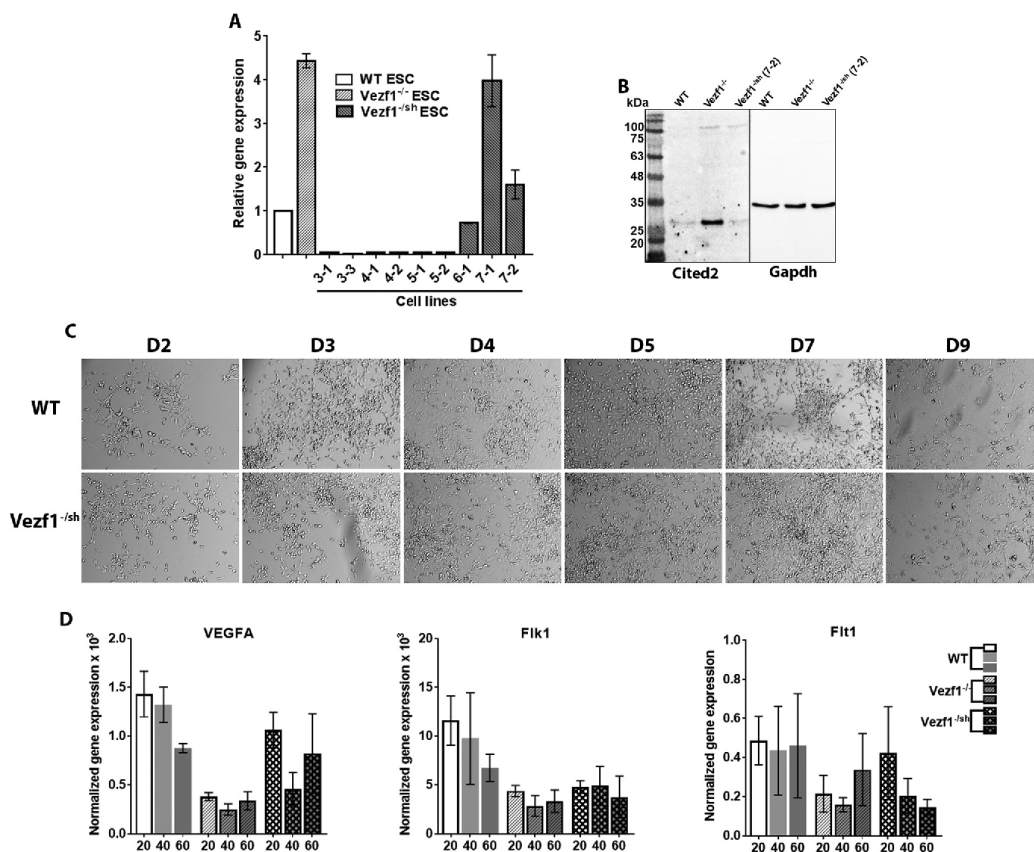 A
Relative gene expression
5
4
3
2
1
0
WT ESC
Vezf1-/- ESC
Vezf1-/sh ESC
3-1 3-3 4-1 4-2 5-1 5-2 6-1 7-1 7-2
Cell lines
B
kDa
WT Vezf1-/- Vezf1-/sh (7-2) WT Vezf1-/- Vezf1-/sh (7-2)
100
75
63
48
35
25
20
Cited2 Gapdh
C
D2 D3 D4 D5 D7 D9
WT
Vezf1-/sh
D
VEGFA
Normalized gene expression x 10³
2.0
1.5
1.0
0.5
0.0
20 40 60 20 40 60 20 40 60
Flk1
Normalized gene expression x 10³
20
15
10
5
0
20 40 60 20 40 60 20 40 60
Flt1
Normalized gene expression
1.0
0.8
0.6
0.4
0.2
0.0
20 40 60 20 40 60 20 40 60
WT
Vezf1-/-
Vezf1-/sh